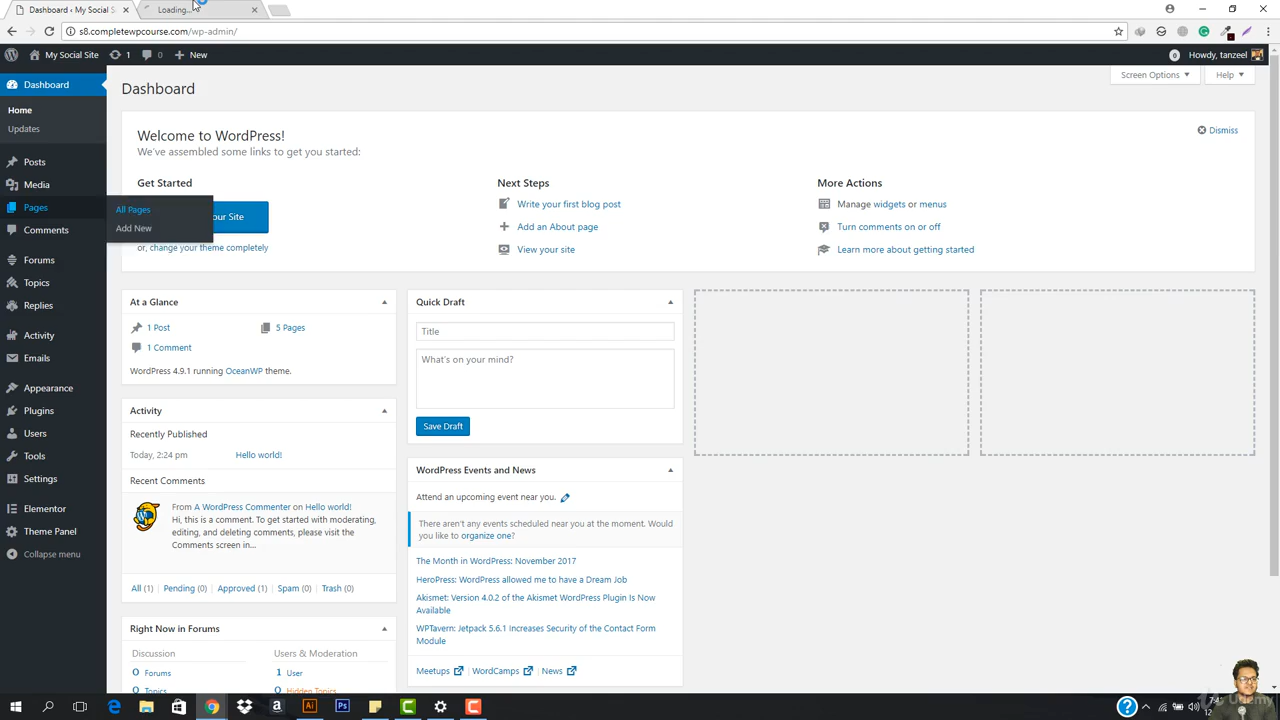 Dashboard ‹ My Social S
Loading...
s8.completewpcourse.com/wp-admin/
My Social Site
1
0
New
0
Howdy, tanzeel
Dashboard
Screen Options
Help
Home
Updates
Posts
Media
Pages
Comments
All Pages
Add New
Forums
Topics
Replies
Activity
Emails
Appearance
Plugins
Users
Tools
Settings
Elementor
Theme Panel
Collapse menu
Dashboard
Welcome to WordPress!
Dismiss
We've assembled some links to get you started:
Get Started
our Site
or, change your theme completely
Next Steps
Write your first blog post
Add an About page
View your site
More Actions
Manage widgets or menus
Turn comments on or off
Learn more about getting started
At a Glance
1 Post
5 Pages
1 Comment
WordPress 4.9.1 running OceanWP theme.
Activity
Recently Published
Today, 2:24 pm
Hello world!
Recent Comments
From A WordPress Commenter on Hello world!
Hi, this is a comment. To get started with moderating,
editing, and deleting comments, please visit the
Comments screen in...
All (1) | Pending (0) | Approved (1) | Spam (0) | Trash (0)
Right Now in Forums
Discussion
Users & Moderation
0 Forums
1 User
0 Topics
0 Hidden Topics
Quick Draft
Title
What's on your mind?
Save Draft
WordPress Events and News
Attend an upcoming event near you.
There aren't any events scheduled near you at the moment. Would
you like to organize one?
The Month in WordPress: November 2017
HeroPress: WordPress allowed me to have a Dream Job
Akismet: Version 4.0.2 of the Akismet WordPress Plugin Is Now
Available
WPTavern: Jetpack 5.6.1 Increases Security of the Contact Form
Module
Meetups | WordCamps | News
Udemy